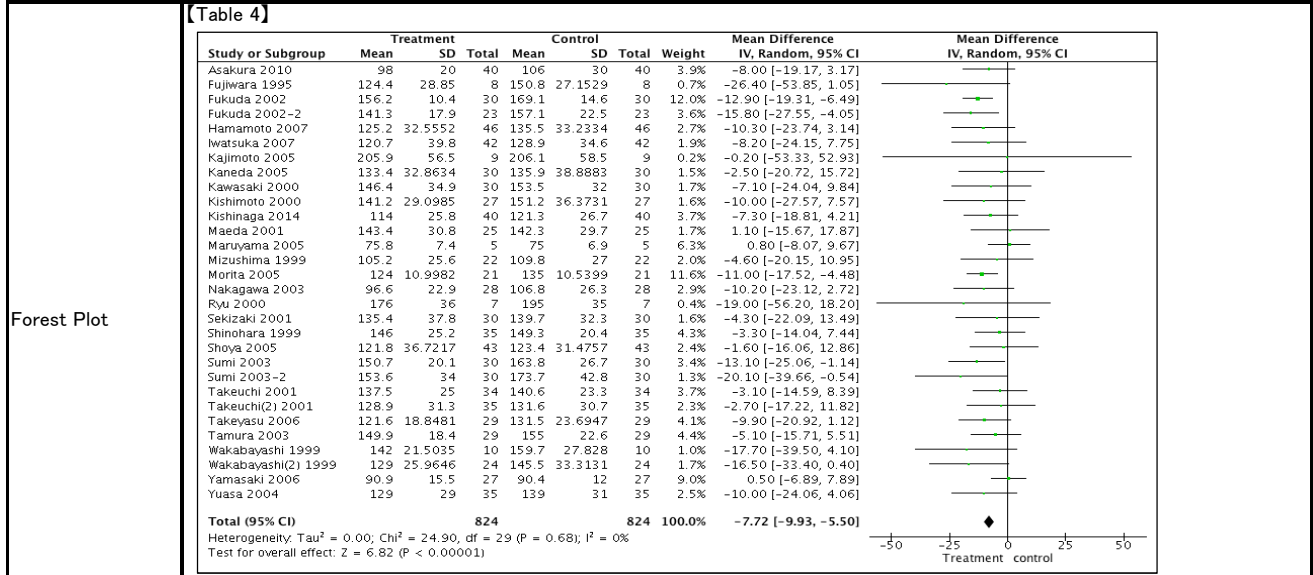 【Table 4】
Forest Plot
Treatment Control Mean Difference Mean Difference
Study or Subgroup Mean SD Total Mean SD Total Weight IV, Random, 95% CI IV, Random, 95% CI
Asakura 2010 98 20 40 106 30 40 3.9% -8.00 [-19.17, 3.17]
Fujiwara 1995 124.4 28.85 8 150.8 27.1529 8 0.7% -26.40 [-53.85, 1.05]
Fukuda 2002 156.2 10.4 30 169.1 14.6 30 12.0% -12.90 [-19.31, -6.49]
Fukuda 2002-2 141.3 17.9 23 157.1 22.5 23 3.6% -15.80 [-27.55, -4.05]
Hamamoto 2007 125.2 32.5552 46 135.5 33.2334 46 2.7% -10.30 [-23.74, 3.14]
Iwatsuka 2007 120.7 39.8 42 128.9 34.6 42 1.9% -8.20 [-24.15, 7.75]
Kajimoto 2005 205.9 56.5 9 206.1 58.5 9 0.2% -0.20 [-53.33, 52.93]
Kaneda 2005 133.4 32.8634 30 135.9 38.8883 30 1.5% -2.50 [-20.72, 15.72]
Kawasaki 2000 146.4 34.9 30 153.5 32 30 1.7% -7.10 [-24.04, 9.84]
Kishimoto 2000 141.2 29.0985 27 151.2 36.3731 27 1.6% -10.00 [-27.57, 7.57]
Kishinaga 2014 114 25.8 40 121.3 26.7 40 3.7% -7.30 [-18.81, 4.21]
Maeda 2001 143.4 30.8 25 142.3 29.7 25 1.7% 1.10 [-15.67, 17.87]
Maruyama 2005 75.8 7.4 5 75 6.9 5 6.3% 0.80 [-8.07, 9.67]
Mizushima 1999 105.2 25.6 22 109.8 27 22 2.0% -4.60 [-20.15, 10.95]
Morita 2005 124 10.9982 21 135 10.5399 21 11.6% -11.00 [-17.52, -4.48]
Nakagawa 2003 96.6 22.9 28 106.8 26.3 28 2.9% -10.20 [-23.12, 2.72]
Ryu 2000 176 36 7 195 35 7 0.4% -19.00 [-56.20, 18.20]
Sekizaki 2001 135.4 37.8 30 139.7 32.3 30 1.6% -4.30 [-22.09, 13.49]
Shinohara 1999 146 25.2 35 149.3 20.4 35 4.3% -3.30 [-14.04, 7.44]
Shoya 2005 121.8 36.7217 43 123.4 31.4757 43 2.4% -1.60 [-16.06, 12.86]
Sumi 2003 150.7 20.1 30 163.8 26.7 30 3.4% -13.10 [-25.06, -1.14]
Sumi 2003-2 153.6 34 30 173.7 42.8 30 1.3% -20.10 [-39.66, -0.54]
Takeuchi 2001 137.5 25 34 140.6 23.3 34 3.7% -3.10 [-14.59, 8.39]
Takeuchi(2) 2001 128.9 31.3 35 131.6 30.7 35 2.3% -2.70 [-17.22, 11.82]
Takeyasu 2006 121.6 18.8481 29 131.5 23.6947 29 4.1% -9.90 [-20.92, 1.12]
Tamura 2003 149.9 18.4 29 155 22.6 29 4.4% -5.10 [-15.71, 5.51]
Wakabayashi 1999 142 21.5035 10 159.7 27.828 10 1.0% -17.70 [-39.50, 4.10]
Wakabayashi(2) 1999 129 25.9646 24 145.5 33.3131 24 1.7% -16.50 [-33.40, 0.40]
Yamasaki 2006 90.9 15.5 27 90.4 12 27 9.0% 0.50 [-6.89, 7.89]
Yuasa 2004 129 29 35 139 31 35 2.5% -10.00 [-24.06, 4.06]
Total (95% CI) 824 824 100.0% -7.72 [-9.93, -5.50]
Heterogeneity: Tau² = 0.00; Chi² = 24.90, df = 29 (P = 0.68); I² = 0%
Test for overall effect: Z = 6.82 (P < 0.00001)
-50 -25 0 25 50
Treatment control